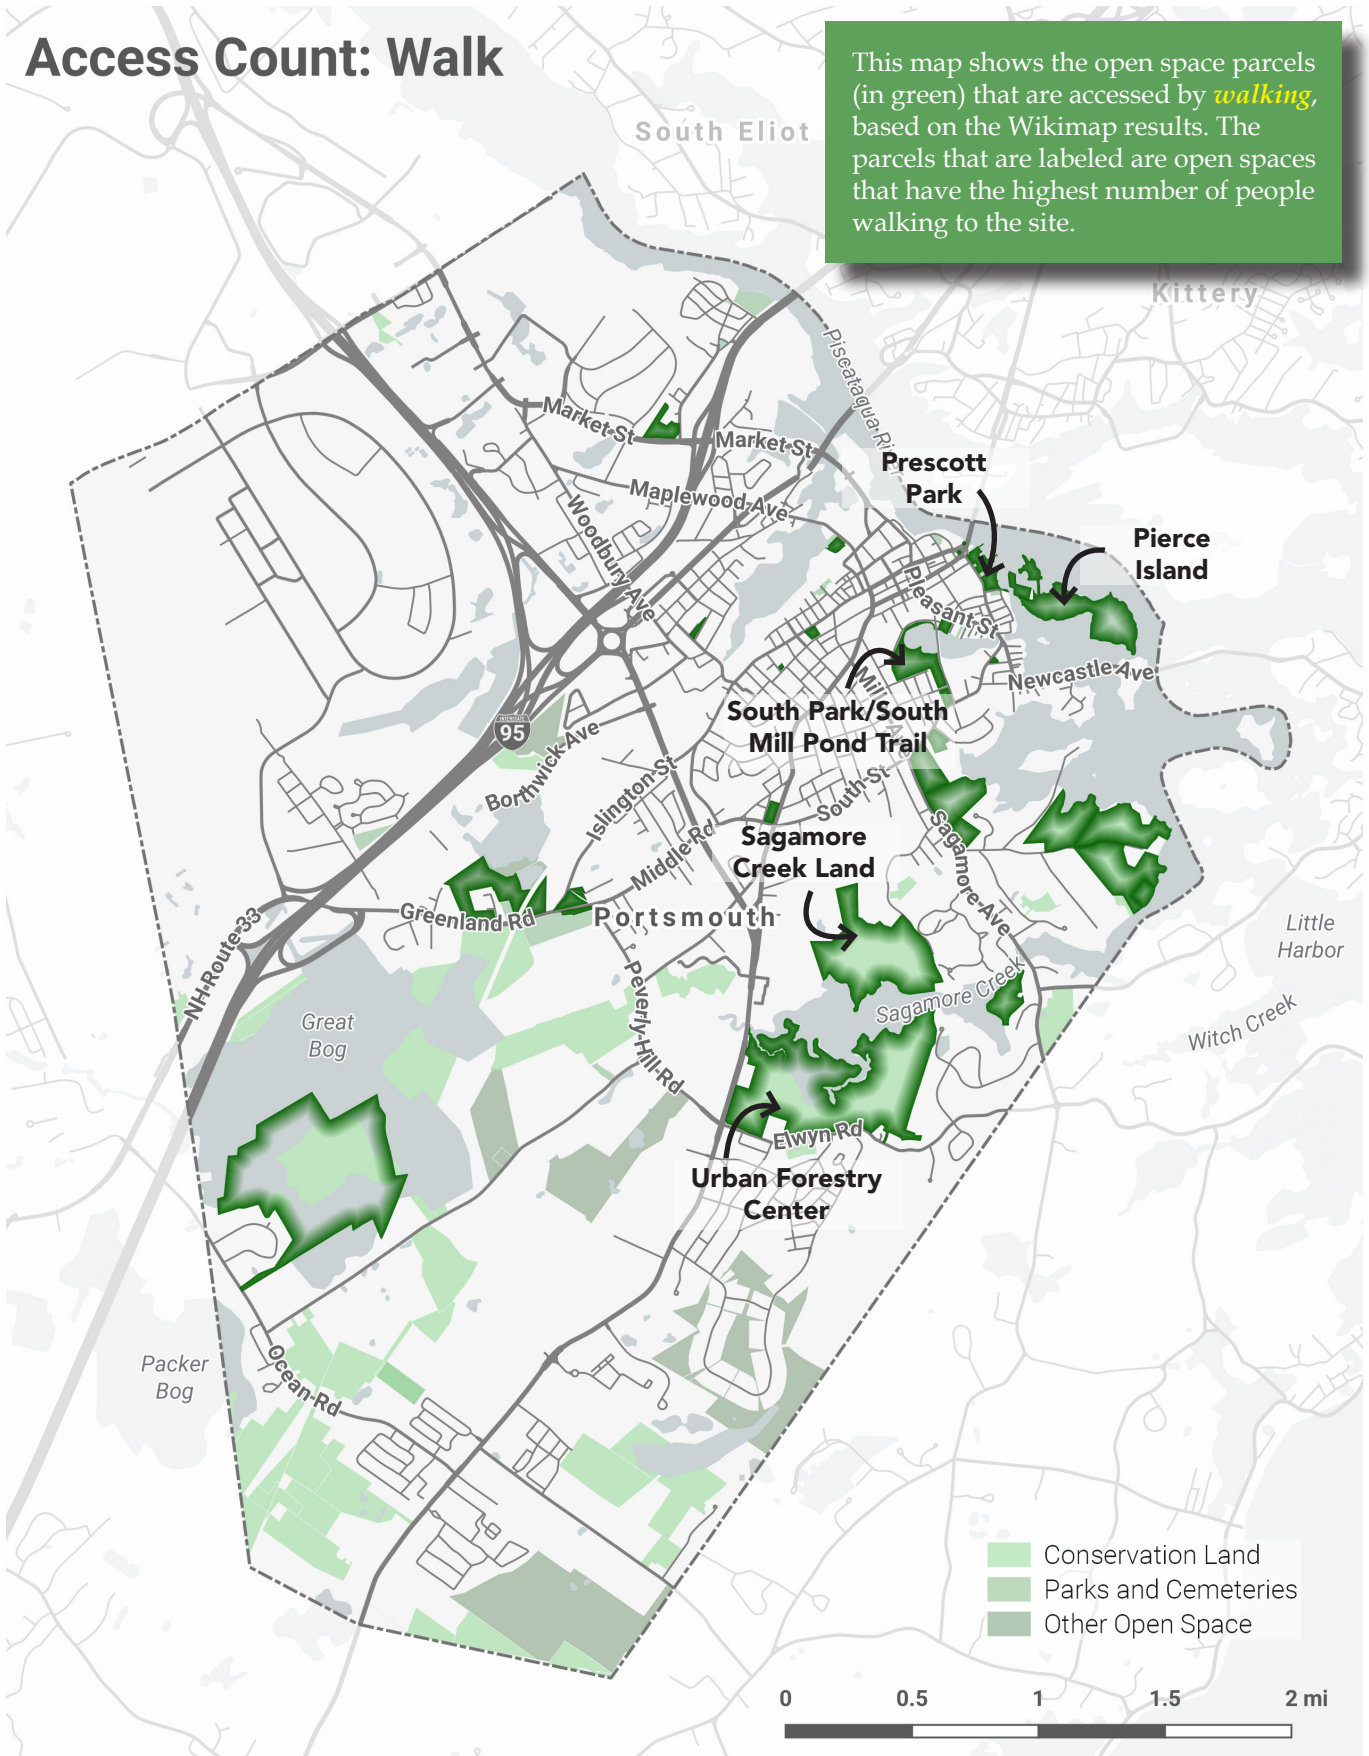 Access Count: Walk
This map shows the open space parcels
(in green) that are accessed by walking,
based on the Wikimap results. The
parcels that are labeled are open spaces
that have the highest number of people
walking to the site.
South Eliot
Kittery
Piscataqua Riv
Market St
Market St
Prescott
Park
Maplewood Ave
Woodbury Ave
Pierce
Island
Pleasant St
Newcastle Ave
Mill
Ave
South Park/South
Mill Pond Trail
INTERSTATE
95
Borthwick Ave
Islington St
South St
Middle Rd
Sagamore
Creek Land
Sagamore Ave
Greenland Rd
Portsmouth
NH Route 33
Little
Harbor
Peverly Hill Rd
Sagamore Creek
Great
Bog
Witch Creek
Elwyn Rd
Urban Forestry
Center
Packer
Bog
Ocean Rd
Conservation Land
Parks and Cemeteries
Other Open Space
0 0.5 1 1.5 2 mi